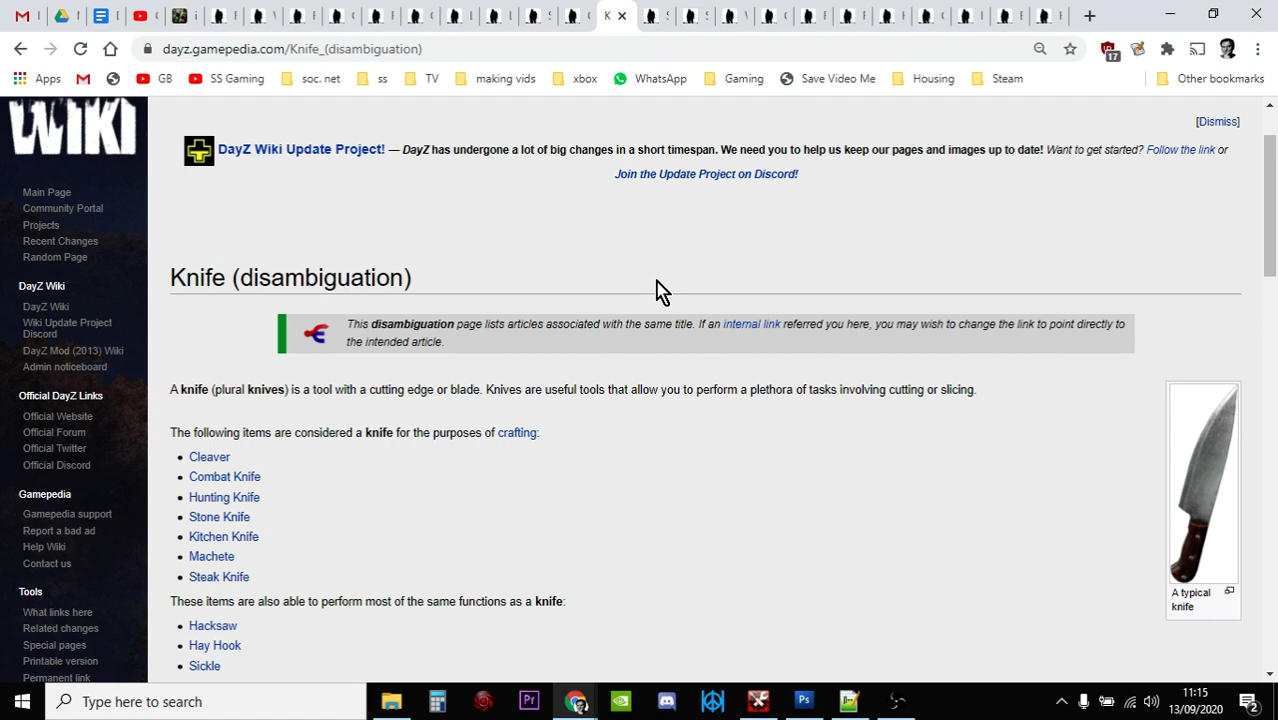 dayz.gamepedia.com/Knife_(disambiguation)
17
Apps GB SS Gaming soc. net ss TV making vids xbox WhatsApp Gaming Save Video Me Housing Steam Other bookmarks
WIKI
[Dismiss]
DayZ Wiki Update Project! — DayZ has undergone a lot of big changes in a short timespan. We need you to help us keep our pages and images up to date! Want to get started? Follow the link or
Join the Update Project on Discord!
Main Page
Community Portal
Projects
Recent Changes
Random Page
DayZ Wiki
DayZ Wiki
Wiki Update Project
Discord
DayZ Mod (2013) Wiki
Admin noticeboard
Official DayZ Links
Official Website
Official Forum
Official Twitter
Official Discord
Gamepedia
Gamepedia support
Report a bad ad
Help Wiki
Contact us
Tools
What links here
Related changes
Special pages
Printable version
Permanent link
Knife (disambiguation)
This disambiguation page lists articles associated with the same title. If an internal link referred you here, you may wish to change the link to point directly to
the intended article.
A knife (plural knives) is a tool with a cutting edge or blade. Knives are useful tools that allow you to perform a plethora of tasks involving cutting or slicing.
The following items are considered a knife for the purposes of crafting:
Cleaver
Combat Knife
Hunting Knife
Stone Knife
Kitchen Knife
Machete
Steak Knife
These items are also able to perform most of the same functions as a knife:
Hacksaw
Hay Hook
Sickle
A typical
knife
Type here to search
Pr
Ps
11:15
13/09/2020
2